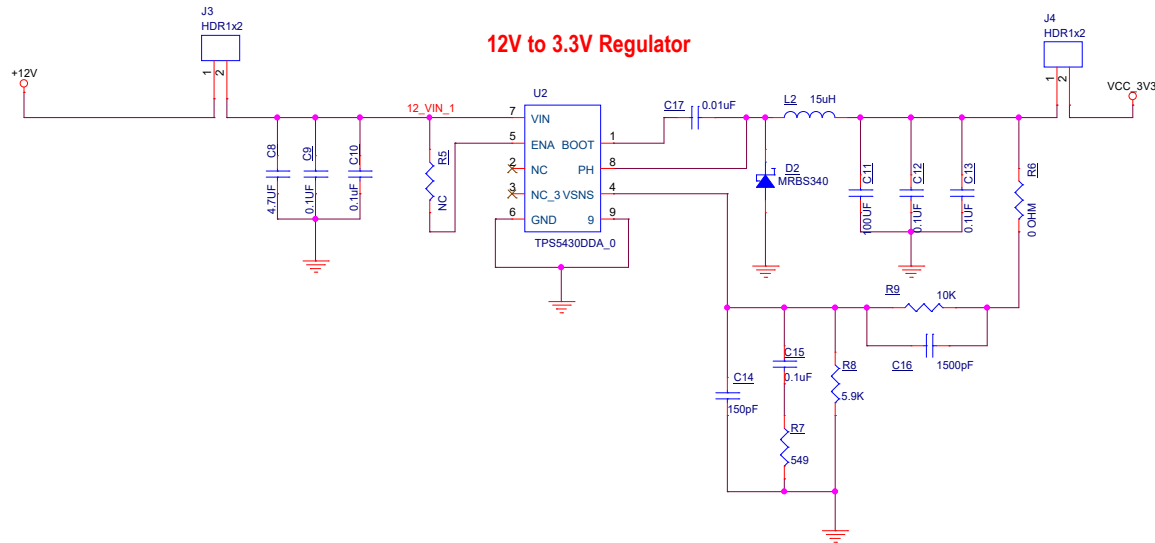 J3
HDR1x2
1
2
+12V
12V to 3.3V Regulator
J4
HDR1x2
1
2
VCC_3V3
12_VIN_1
C8
4.7UF
C9
0.1UF
C10
0.1uF
R5
NC
U2
7
VIN
5
ENA
BOOT
1
2
NC
PH
8
3
NC_3
VSNS
4
6
GND
9
9
TPS5430DDA_0
C17
0.01uF
L2
15uH
D2
MRBS340
C11
100UF
C12
0.1UF
C13
0.1UF
R6
0 OHM
R9
10K
C16
1500pF
C14
150pF
C15
0.1uF
R7
549
R8
5.9K